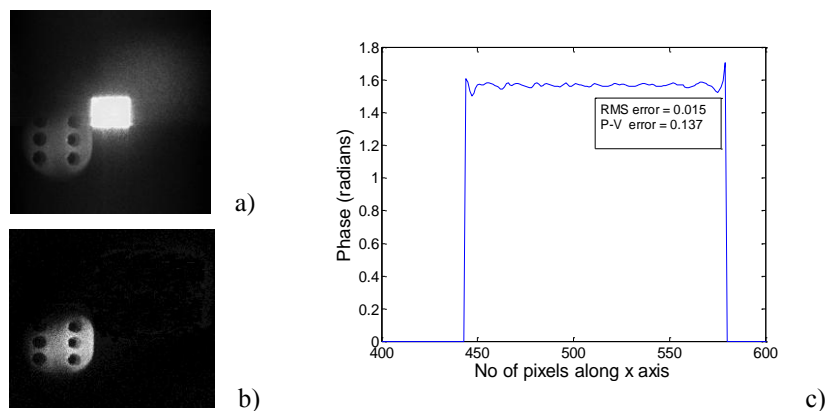 a)
b)
1.8
1.6
1.4
1.2
1
0.8
0.6
0.4
0.2
0
Phase (radians)
RMS error = 0.015
P-V error = 0.137
400
450
500
550
600
No of pixels along x axis
c)